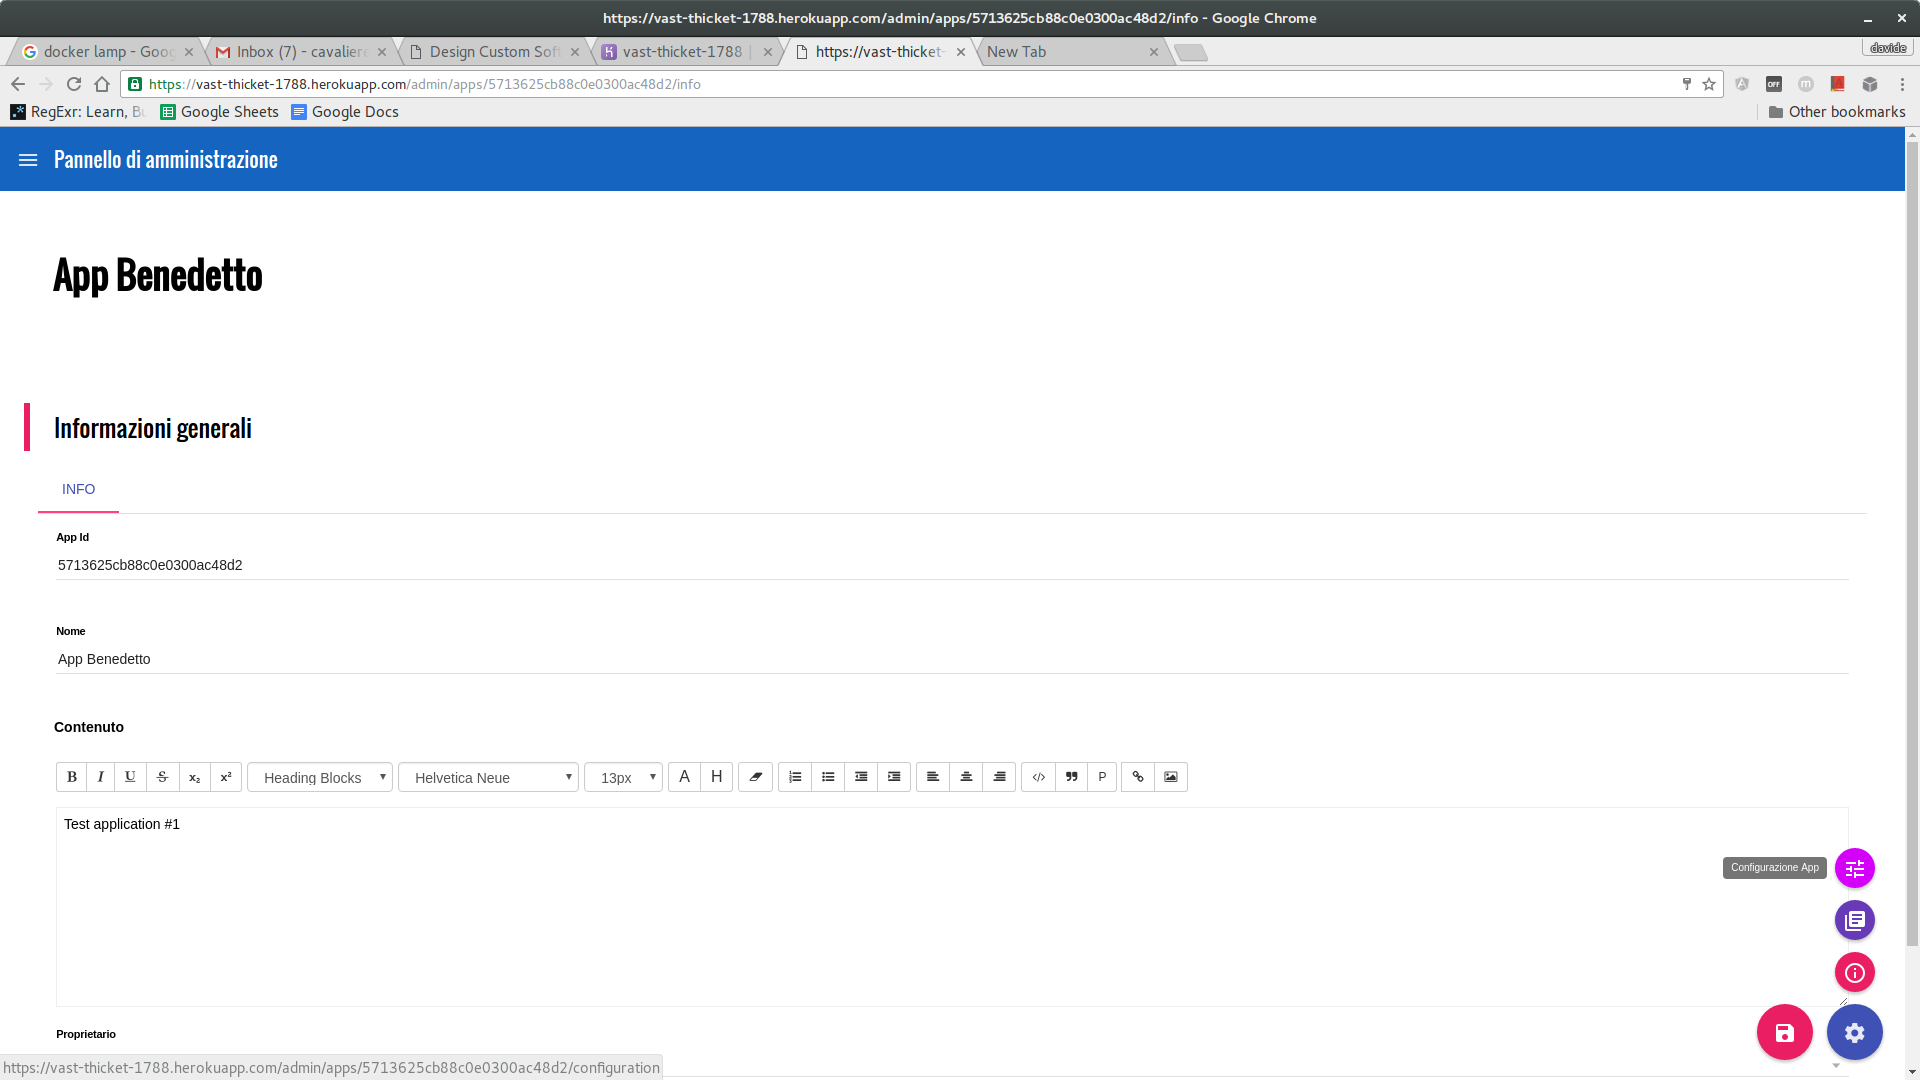 https://vast-thicket-1788.herokuapp.com/admin/apps/5713625cb88c0e0300ac48d2/info - Google Chrome
docker lamp - Goog
Inbox (7) - cavaliere
Design Custom Soft
vast-thicket-1788 |
https://vast-thicket-
New Tab
davide
https://vast-thicket-1788.herokuapp.com/admin/apps/5713625cb88c0e0300ac48d2/info
OFF
m
RegExr: Learn, Bu
Google Sheets
Google Docs
Other bookmarks
Pannello di amministrazione
App Benedetto
Informazioni generali
INFO
App Id
5713625cb88c0e0300ac48d2
Nome
App Benedetto
Contenuto
B I U S x₂ x² Heading Blocks Helvetica Neue 13px A H </> P
Test application #1
Configurazione App
Proprietario
https://vast-thicket-1788.herokuapp.com/admin/apps/5713625cb88c0e0300ac48d2/configuration